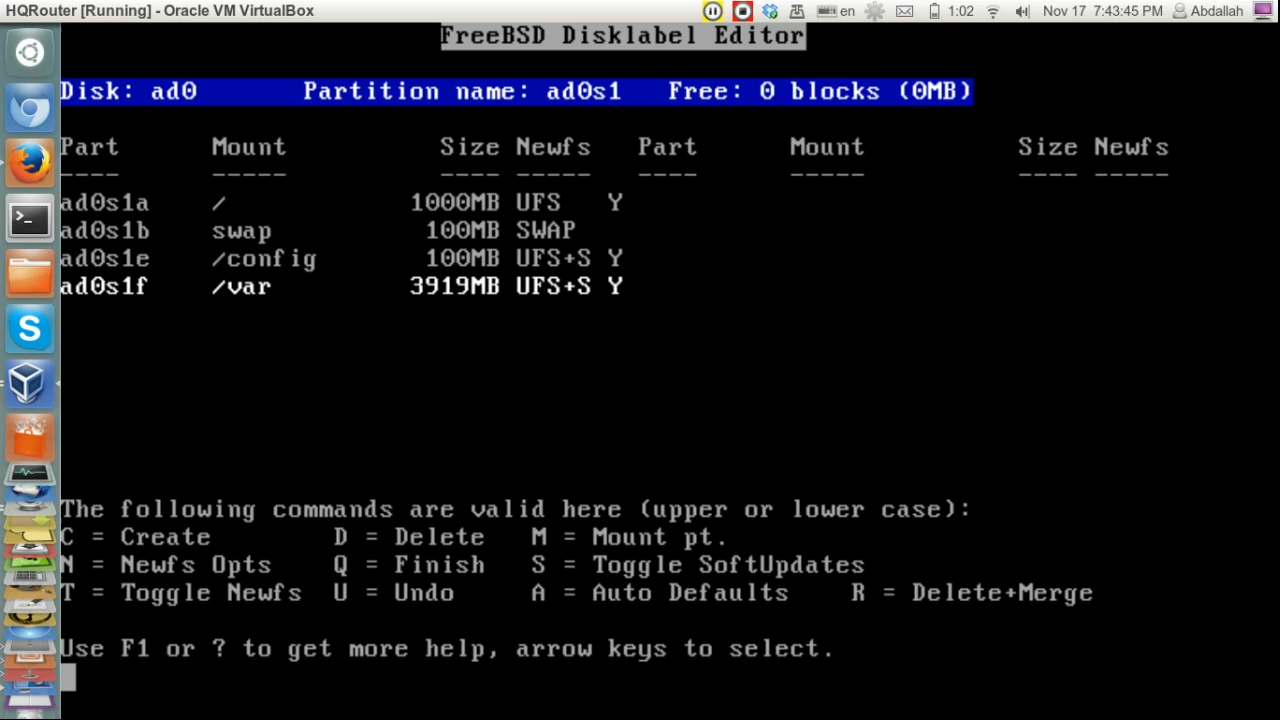 HQRouter [Running] - Oracle VM VirtualBox en 1:02 Nov 17 7:43:45 PM Abdallah
FreeBSD Disklabel Editor
Disk: ad0 Partition name: ad0s1 Free: 0 blocks (0MB)
Part Mount Size Newfs Part Mount Size Newfs
---- ----- ---- ----- ---- ----- ---- -----
ad0s1a / 1000MB UFS Y
ad0s1b swap 100MB SWAP
ad0s1e /config 100MB UFS+S Y
ad0s1f /var 3919MB UFS+S Y
The following commands are valid here (upper or lower case):
C = Create D = Delete M = Mount pt.
N = Newfs Opts Q = Finish S = Toggle SoftUpdates
T = Toggle Newfs U = Undo A = Auto Defaults R = Delete+Merge
Use F1 or ? to get more help, arrow keys to select.